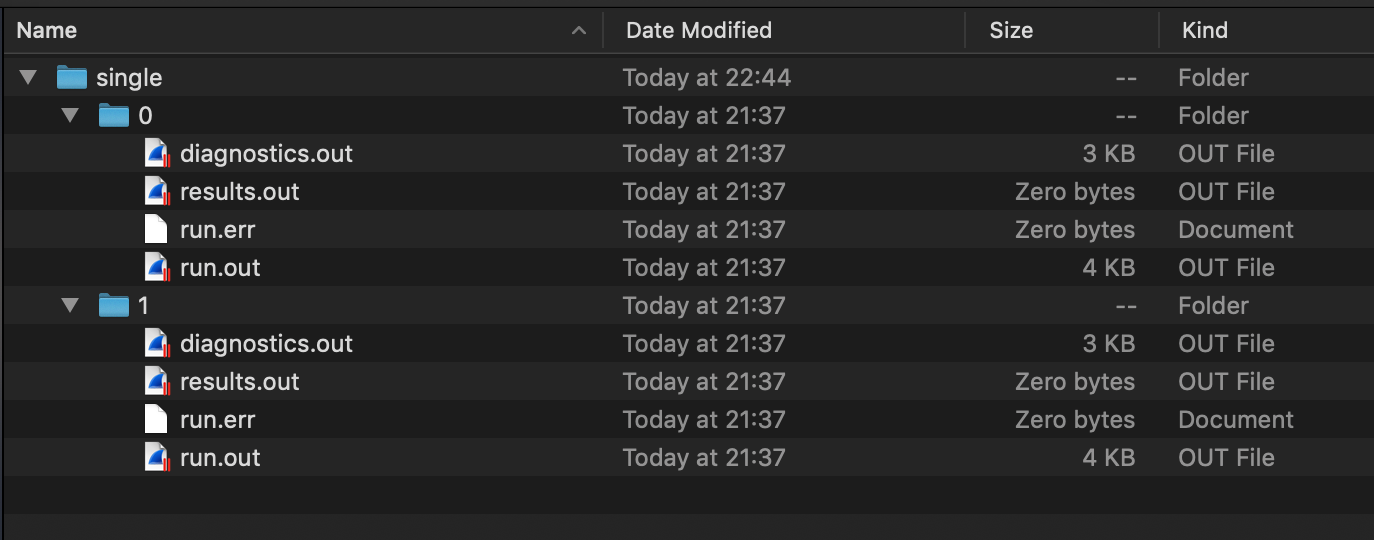 Name Date Modified Size Kind
single Today at 22:44 -- Folder
0 Today at 21:37 -- Folder
diagnostics.out Today at 21:37 3 KB OUT File
results.out Today at 21:37 Zero bytes OUT File
run.err Today at 21:37 Zero bytes Document
run.out Today at 21:37 4 KB OUT File
1 Today at 21:37 -- Folder
diagnostics.out Today at 21:37 3 KB OUT File
results.out Today at 21:37 Zero bytes OUT File
run.err Today at 21:37 Zero bytes Document
run.out Today at 21:37 4 KB OUT File